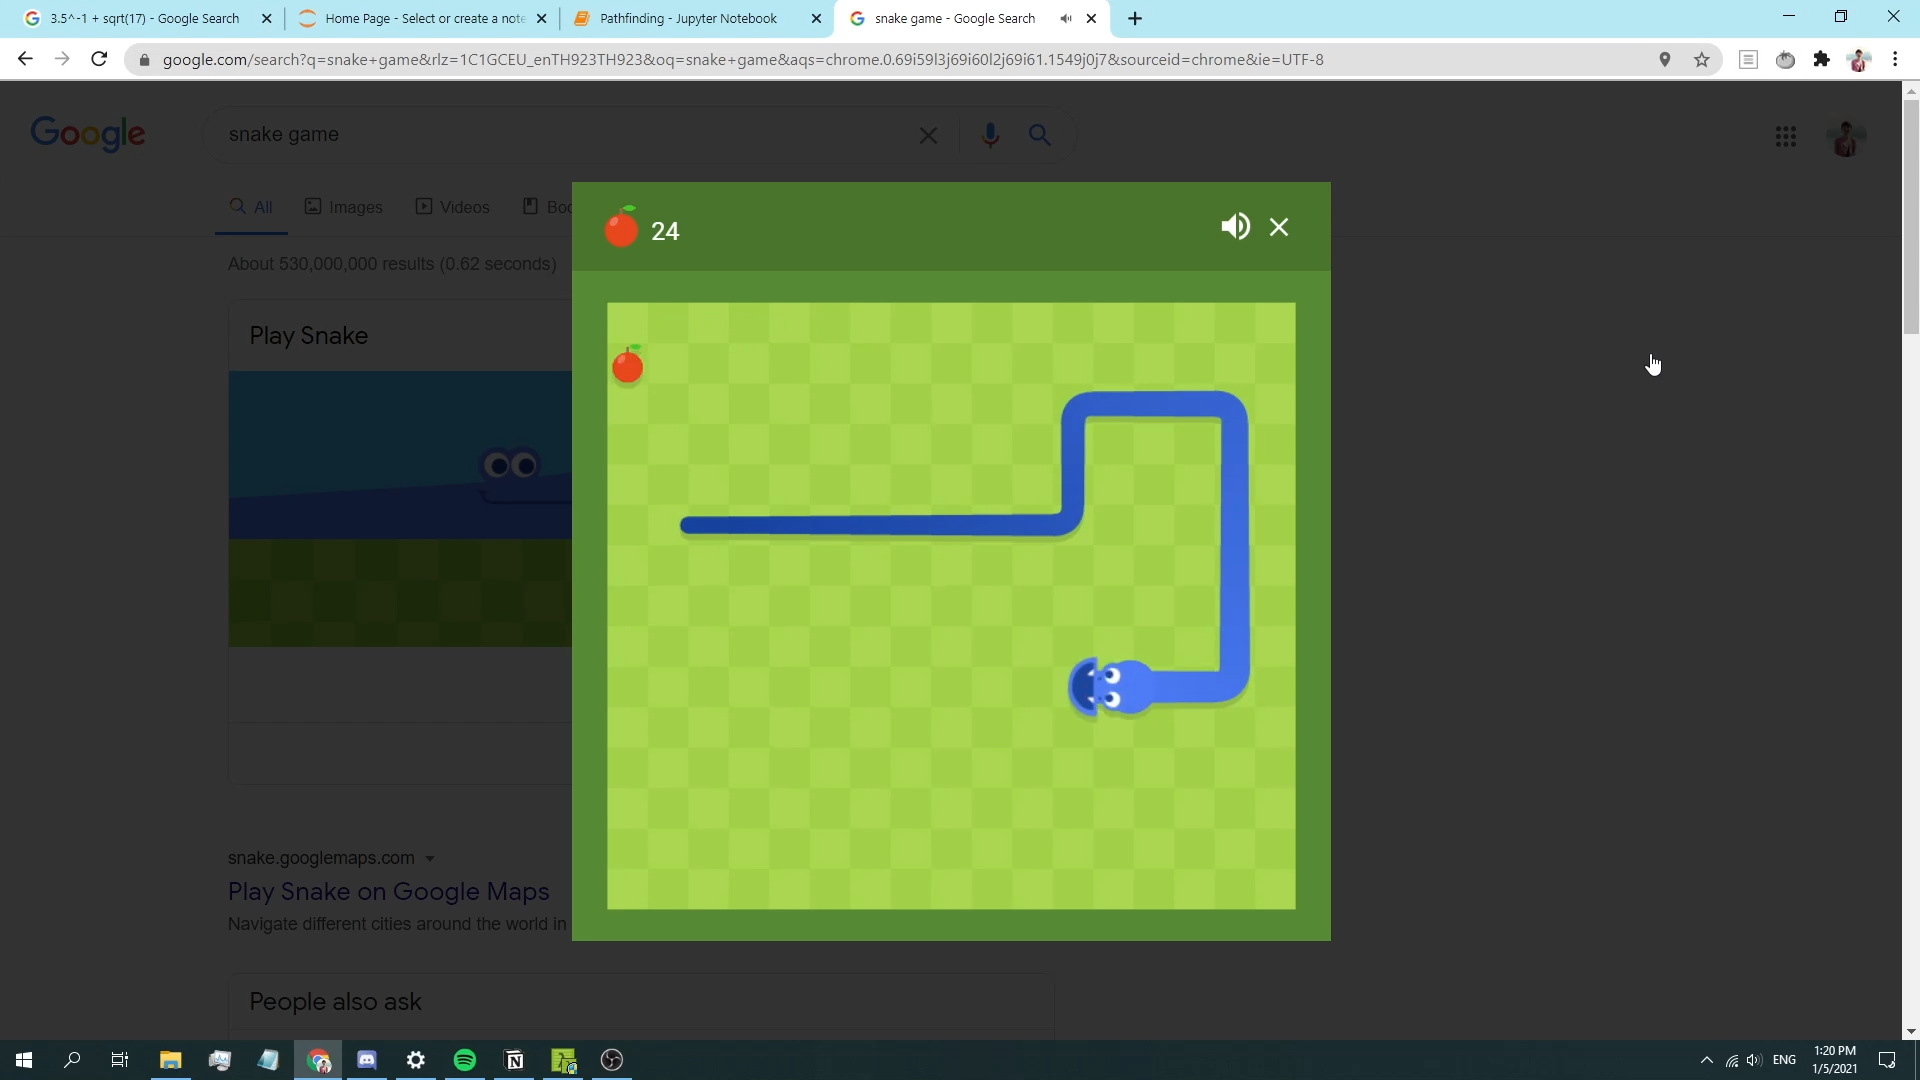 3.5^-1 + sqrt(17) - Google Search
Home Page - Select or create a note
Pathfinding - Jupyter Notebook
snake game - Google Search
google.com/search?q=snake+game&rlz=1C1GCEU_enTH923TH923&oq=snake+game&aqs=chrome.0.69i59l3j69i60l2j69i61.1549j0j7&sourceid=chrome&ie=UTF-8
Google
snake game
All
Images
Videos
Boo
24
About 530,000,000 results (0.62 seconds)
Play Snake
snake.googlemaps.com
Play Snake on Google Maps
Navigate different cities around the world in
People also ask
ENG
1:20 PM
1/5/2021